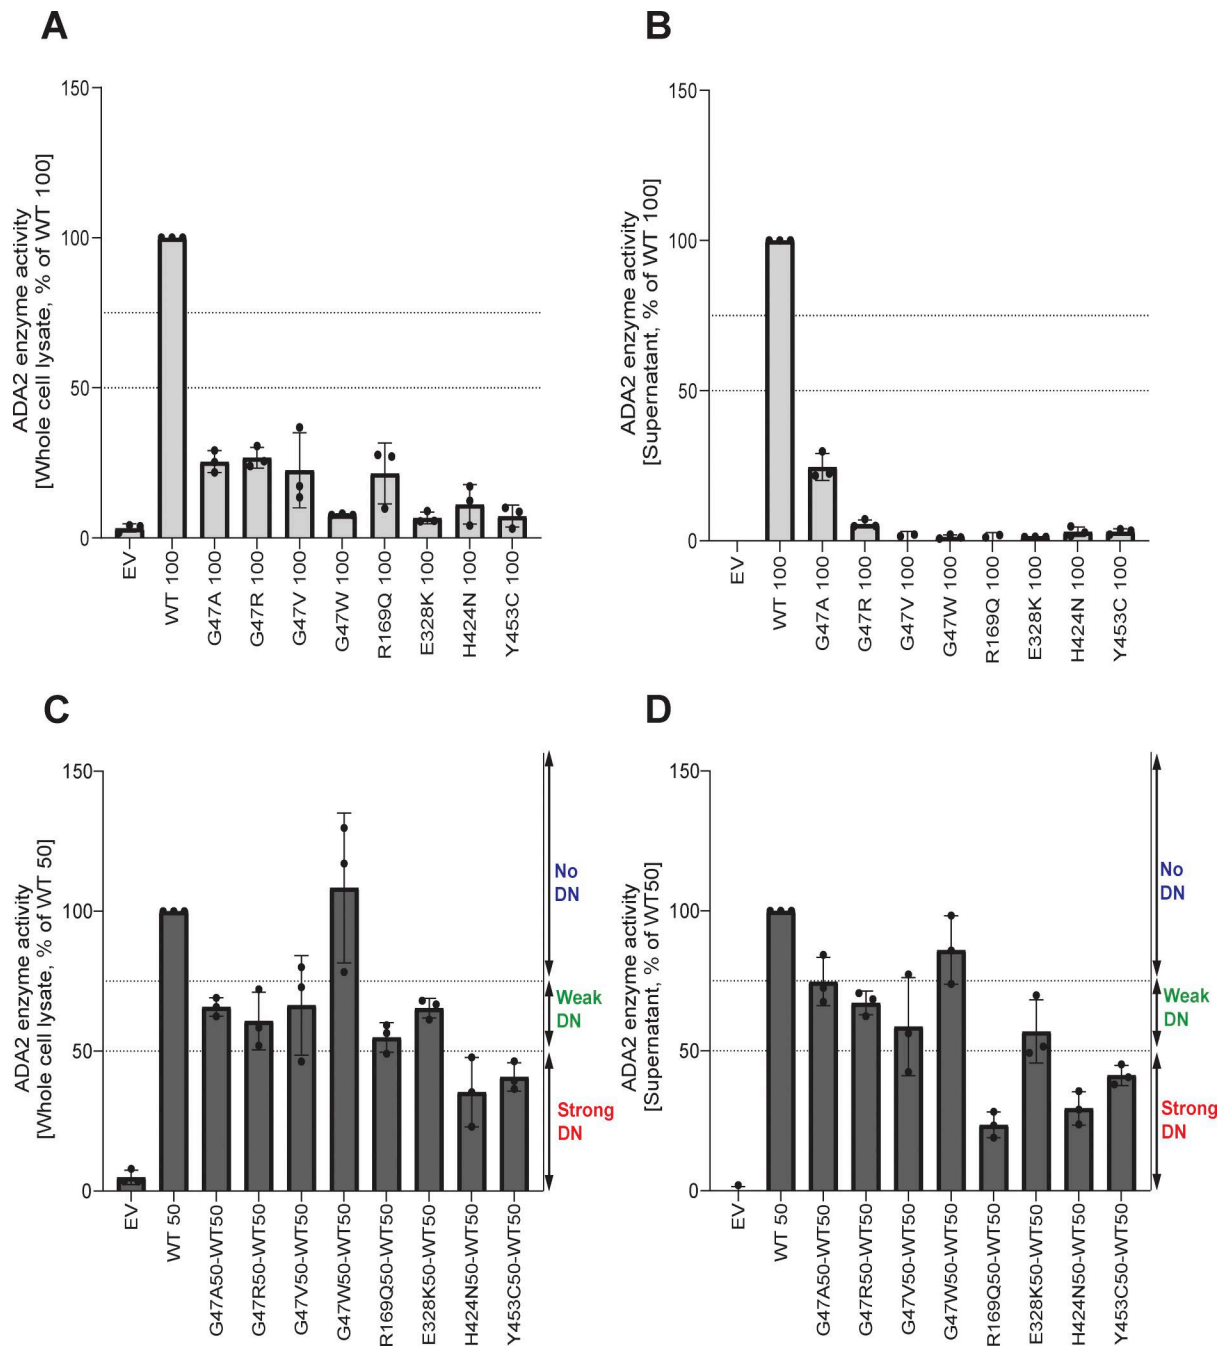 A
ADA2 enzyme activity
[Whole cell lysate, % of WT 100]
150
100
50
0
EV
WT 100
G47A 100
G47R 100
G47V 100
G47W 100
R169Q 100
E328K 100
H424N 100
Y453C 100
B
ADA2 enzyme activity
[Supernatant, % of WT 100]
150
100
50
0
EV
WT 100
G47A 100
G47R 100
G47V 100
G47W 100
R169Q 100
E328K 100
H424N 100
Y453C 100
C
ADA2 enzyme activity
[Whole cell lysate, % of WT 50]
150
100
50
0
No
DN
Weak
DN
Strong
DN
EV
WT 50
G47A50-WT50
G47R50-WT50
G47V50-WT50
G47W50-WT50
R169Q50-WT50
E328K50-WT50
H424N50-WT50
Y453C50-WT50
D
ADA2 enzyme activity
[Supernatant, % of WT50]
150
100
50
0
No
DN
Weak
DN
Strong
DN
EV
WT 50
G47A50-WT50
G47R50-WT50
G47V50-WT50
G47W50-WT50
R169Q50-WT50
E328K50-WT50
H424N50-WT50
Y453C50-WT50